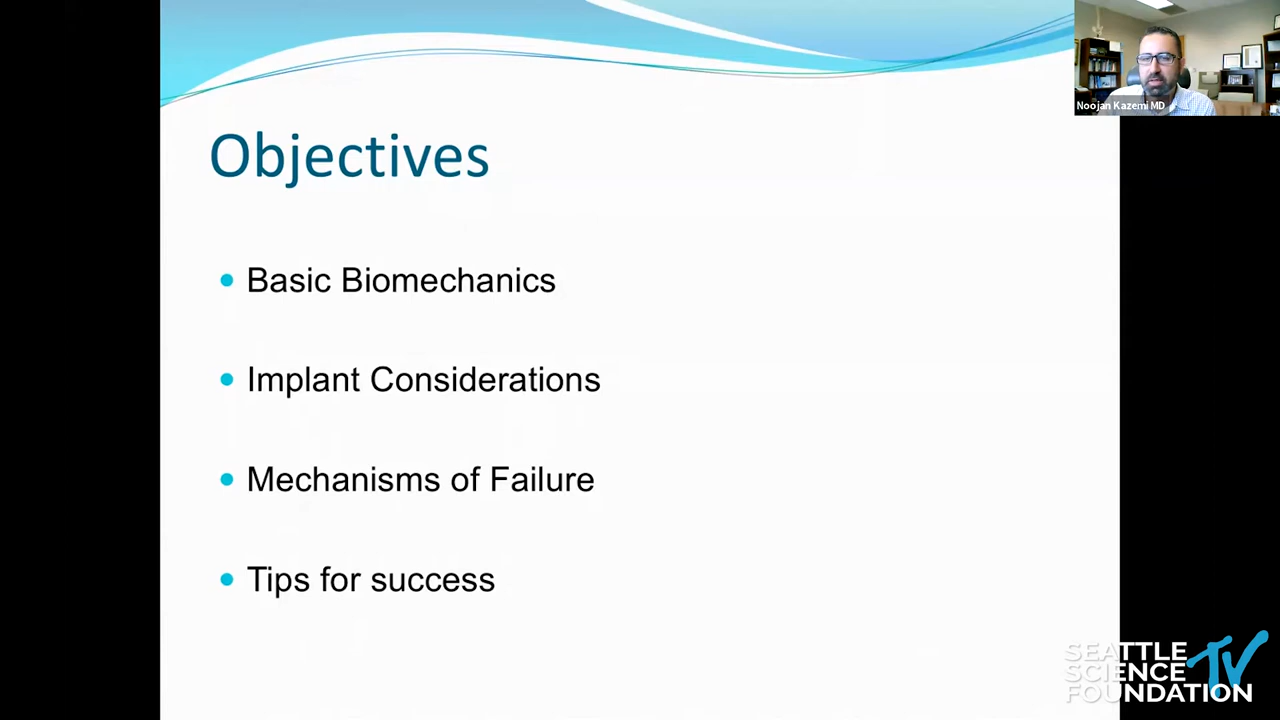 Noojan Kazemi MD
Objectives
Basic Biomechanics
Implant Considerations
Mechanisms of Failure
Tips for success
SEATTLE
SCIENCE
FOUNDATION
TV